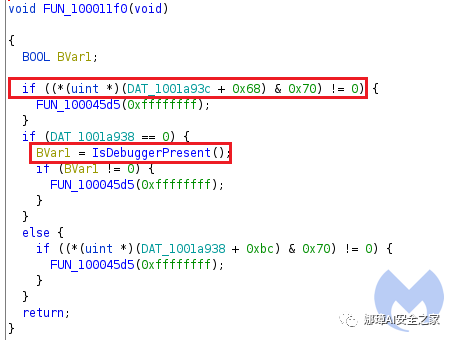 void FUN_100011f0(void)
{
BOOL BVar1;
if ((*(uint *)(DAT_1001a93c + 0x68) & 0x70) != 0) {
FUN_100045d5(0xffffffff);
}
if (DAT_1001a938 == 0) {
BVar1 = IsDebuggerPresent();
if (BVar1 != 0) {
FUN_100045d5(0xffffffff);
}
}
else {
if ((*(uint *)(DAT_1001a938 + 0xbc) & 0x70) != 0) {
FUN_100045d5(0xffffffff);
}
}
return;
}
娜璋AI安全之家